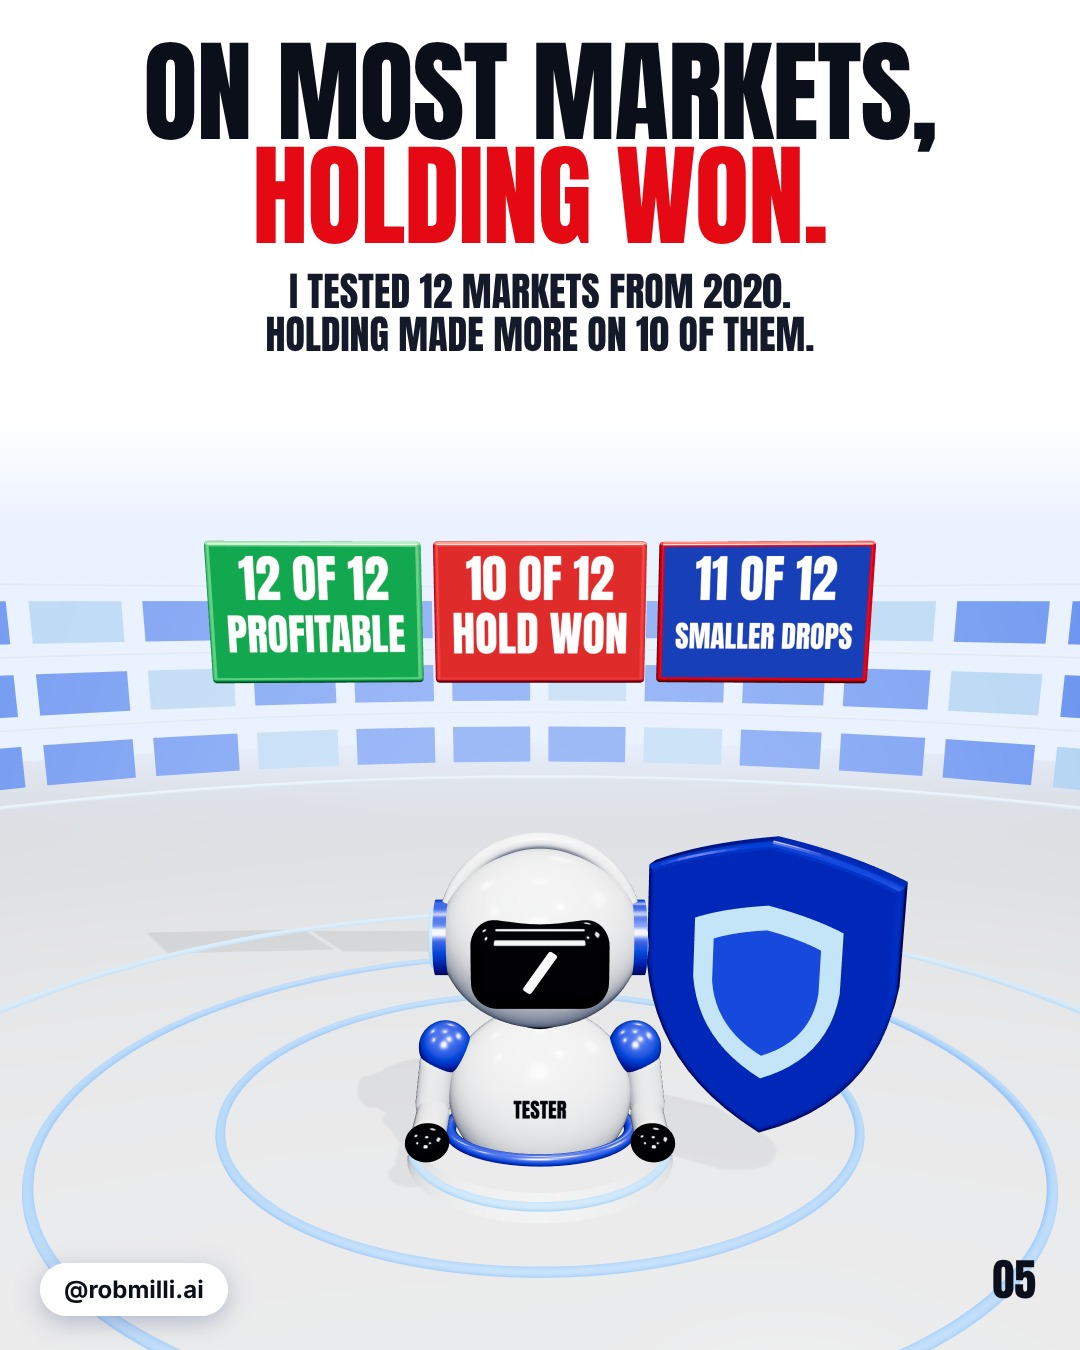 ON MOST MARKETS,
HOLDING WON.
I TESTED 12 MARKETS FROM 2020.
HOLDING MADE MORE ON 10 OF THEM.
12 OF 12
PROFITABLE
10 OF 12
HOLD WON
11 OF 12
SMALLER DROPS
TESTER
@robmilli.ai
05